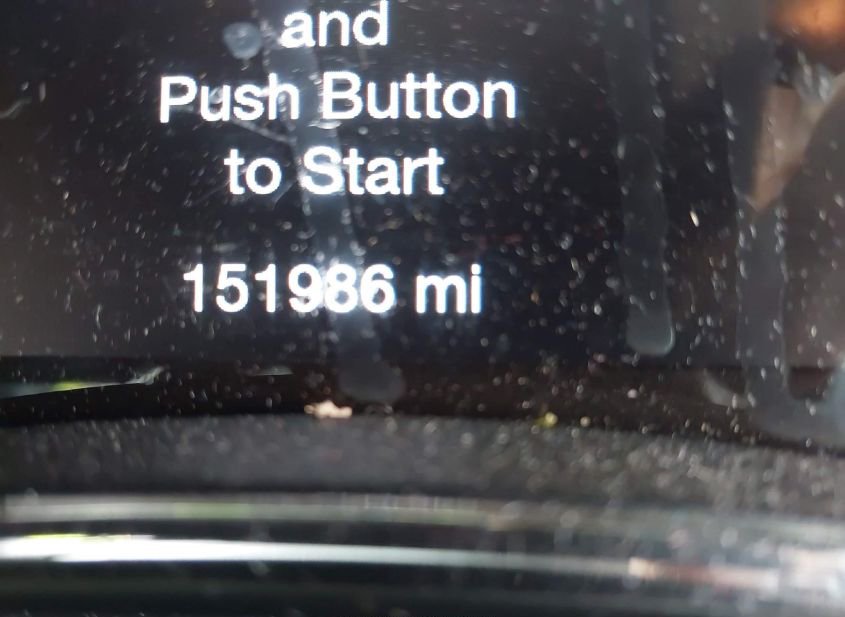 and
Push Button
to Start
151986 mi